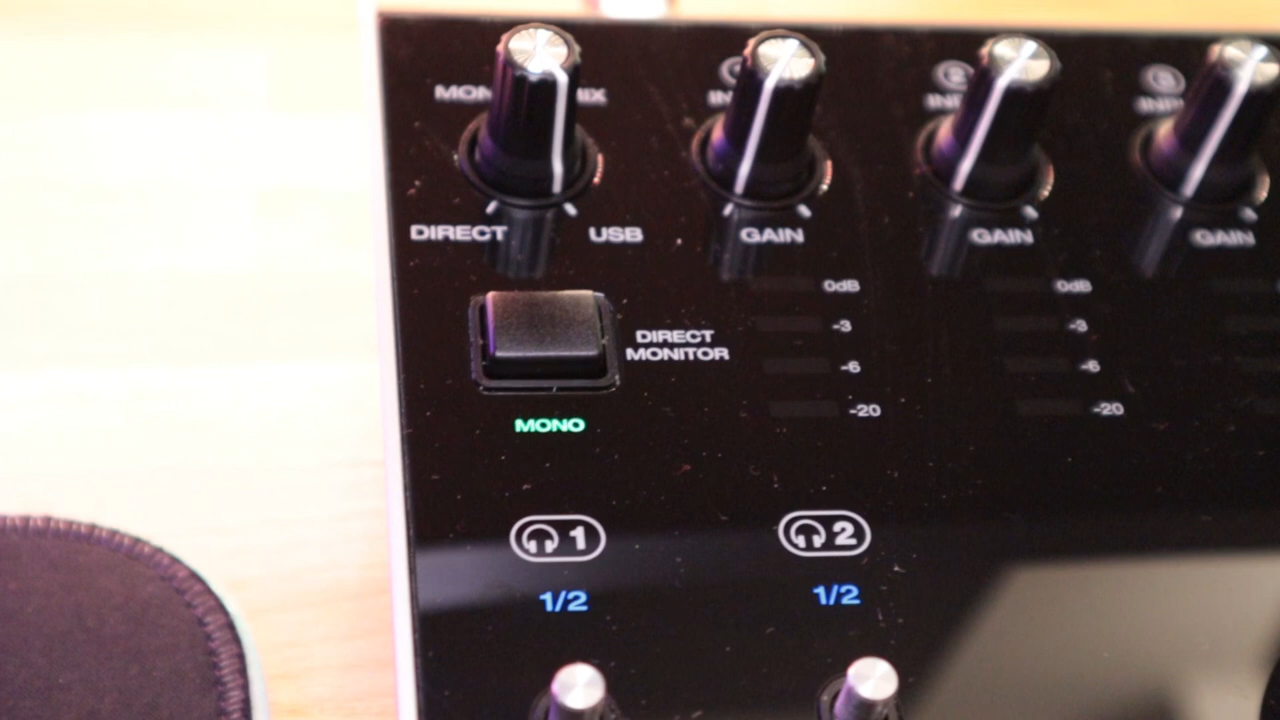 DIRECT USB GAIN GAIN GAIN
0dB 0dB
DIRECT
MONITOR
-3 -3
-6 -6
-20 -20
MONO
1 2
1/2 1/2